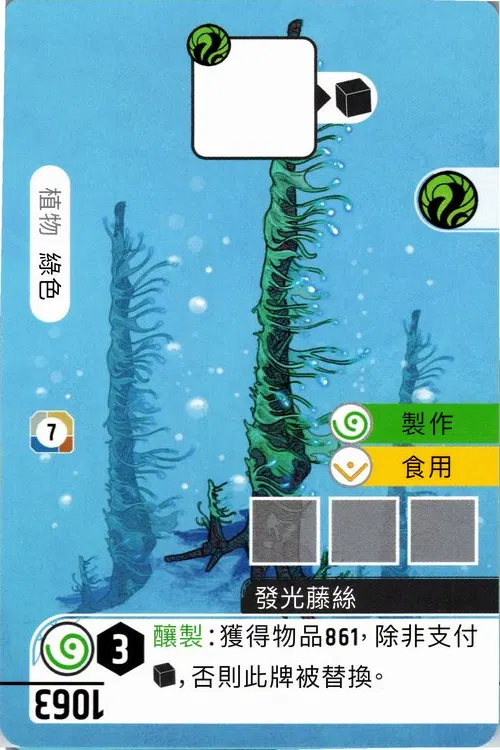 植物 綠色
7
製作
食用
發光藤絲
3 釀製：獲得物品861，除非支付
，否則此牌被替換。
1063